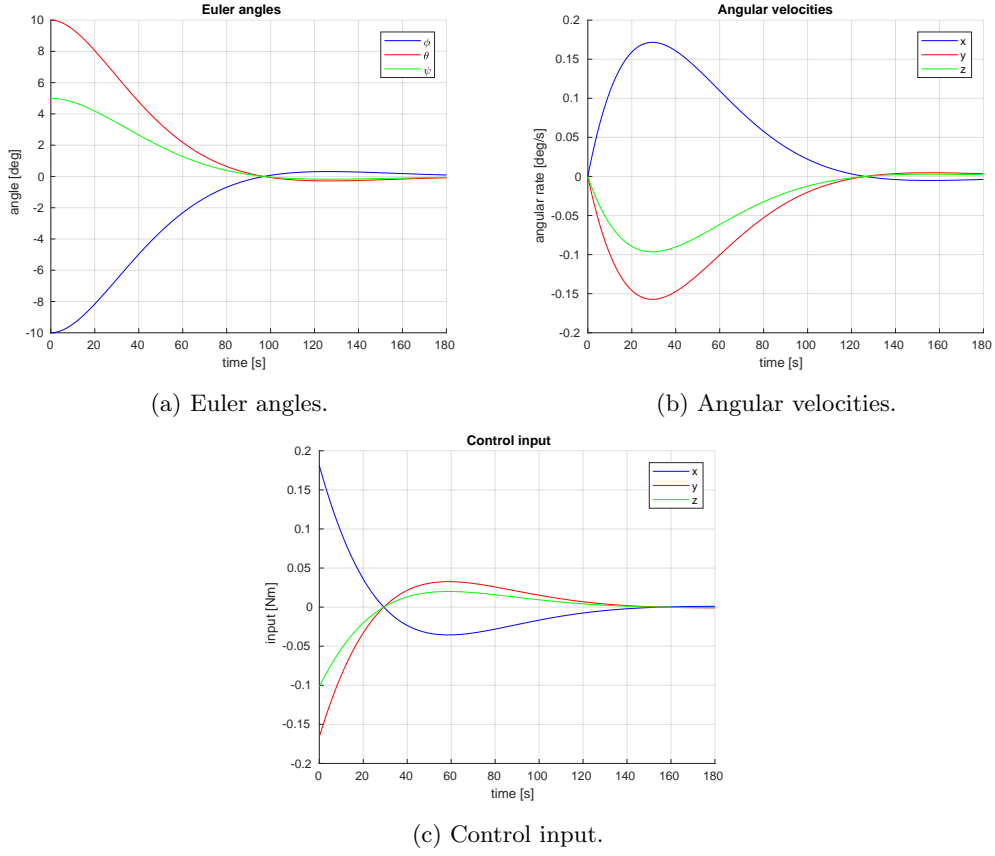 Euler angles
angle [deg]
10
8
6
4
2
0
-2
-4
-6
-8
-10
ϕ
θ
ψ
0 20 40 60 80 100 120 140 160 180
time [s]
(a) Euler angles.
Angular velocities
angular rate [deg/s]
0.2
0.15
0.1
0.05
0
-0.05
-0.1
-0.15
-0.2
x
y
z
0 20 40 60 80 100 120 140 160 180
time [s]
(b) Angular velocities.
Control input
input [Nm]
0.2
0.15
0.1
0.05
0
-0.05
-0.1
-0.15
-0.2
x
y
z
0 20 40 60 80 100 120 140 160 180
time [s]
(c) Control input.